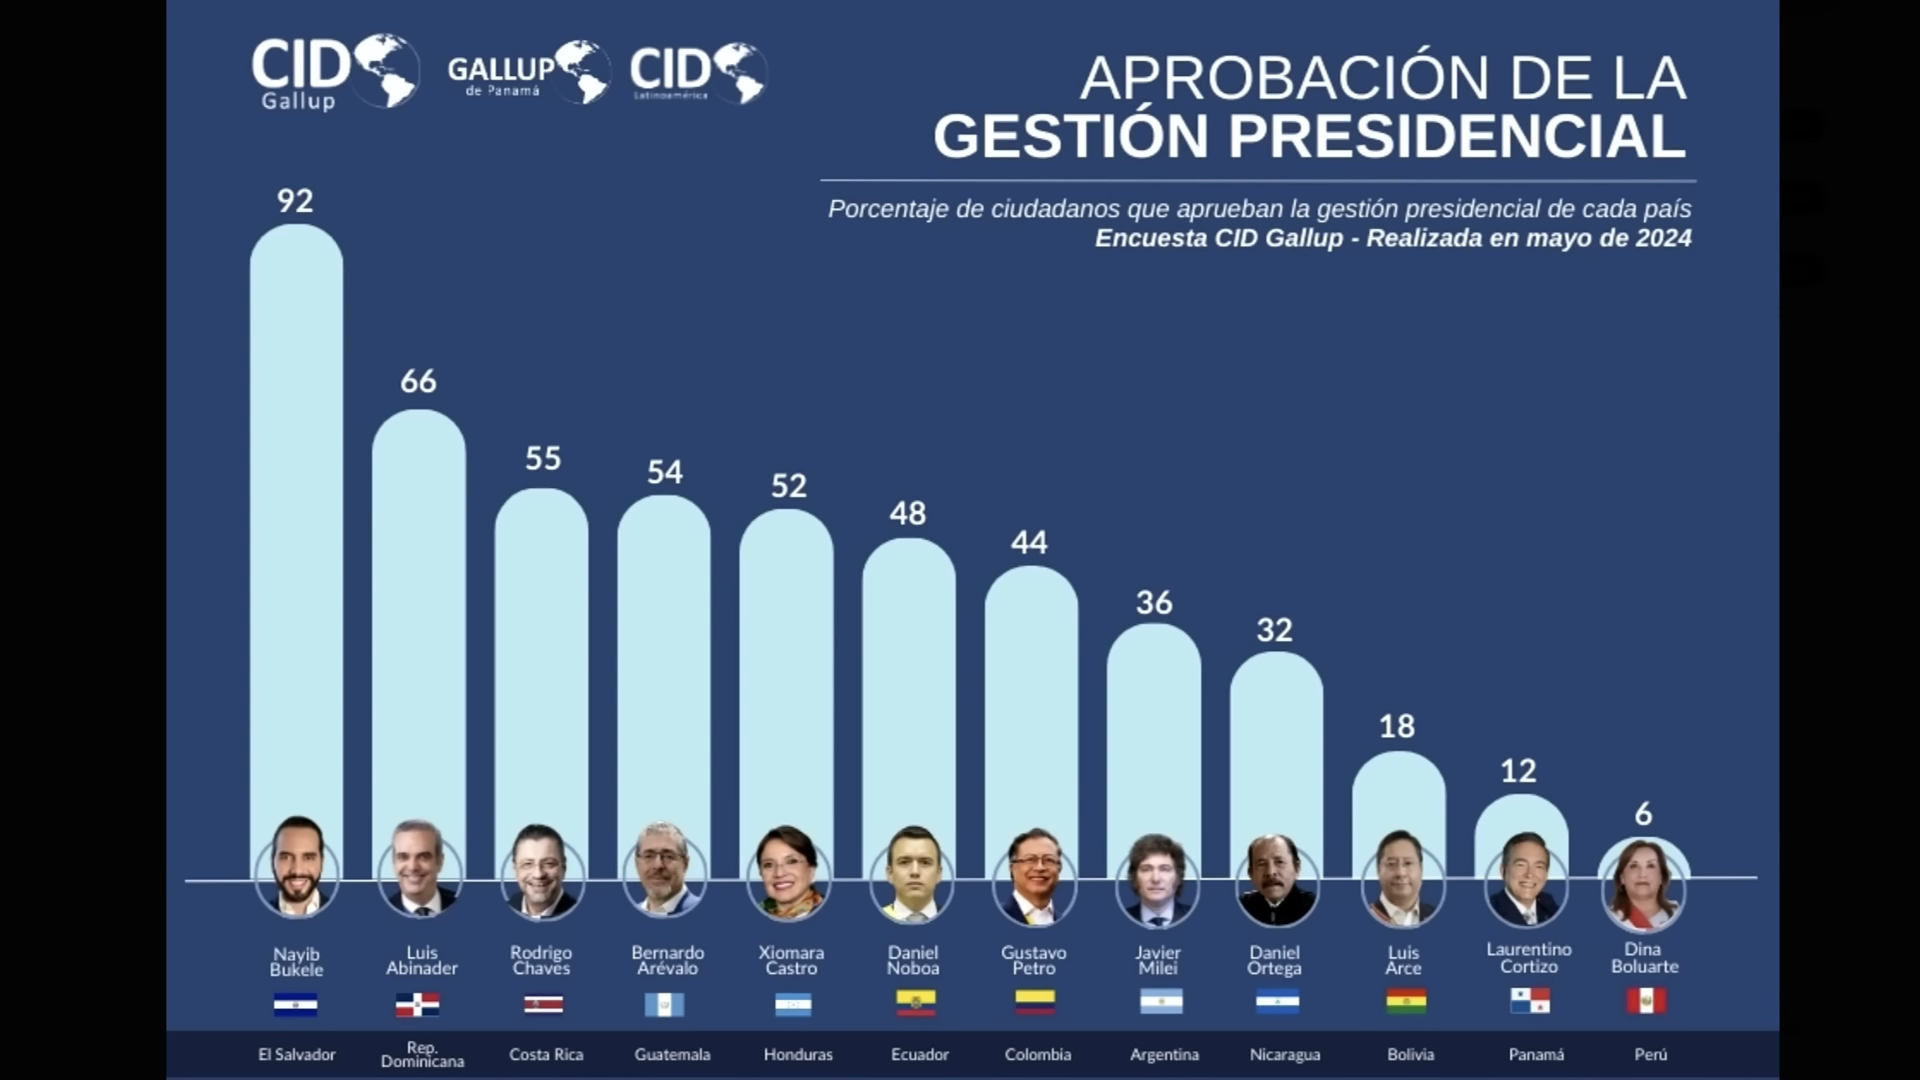 CID
Gallup
GALLUP
de Panamá
CID
Latinoamérica
APROBACIÓN DE LA
GESTIÓN PRESIDENCIAL
Porcentaje de ciudadanos que aprueban la gestión presidencial de cada país
Encuesta CID Gallup - Realizada en mayo de 2024
92
66
55
54
52
48
44
36
32
18
12
6
Nayib
Bukele
Luis
Abinader
Rodrigo
Chaves
Bernardo
Arévalo
Xiomara
Castro
Daniel
Noboa
Gustavo
Petro
Javier
Milei
Daniel
Ortega
Luis
Arce
Laurentino
Cortizo
Dina
Boluarte
El Salvador
Rep.
Dominicana
Costa Rica
Guatemala
Honduras
Ecuador
Colombia
Argentina
Nicaragua
Bolivia
Panamá
Perú